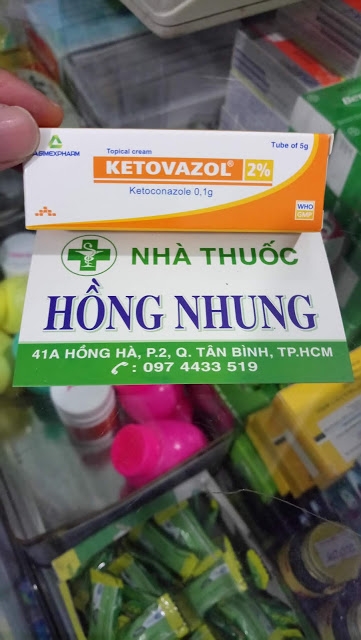 AGIMEXPHARM
Topical cream
Tube of 5g
KETOVAZOL® 2%
Ketoconazole 0,1g
WHO
GMP
NHÀ THUỐC
HỒNG NHUNG
41A HỒNG HÀ, P.2, Q. TÂN BÌNH, TP.HCM
: 097 4433 519